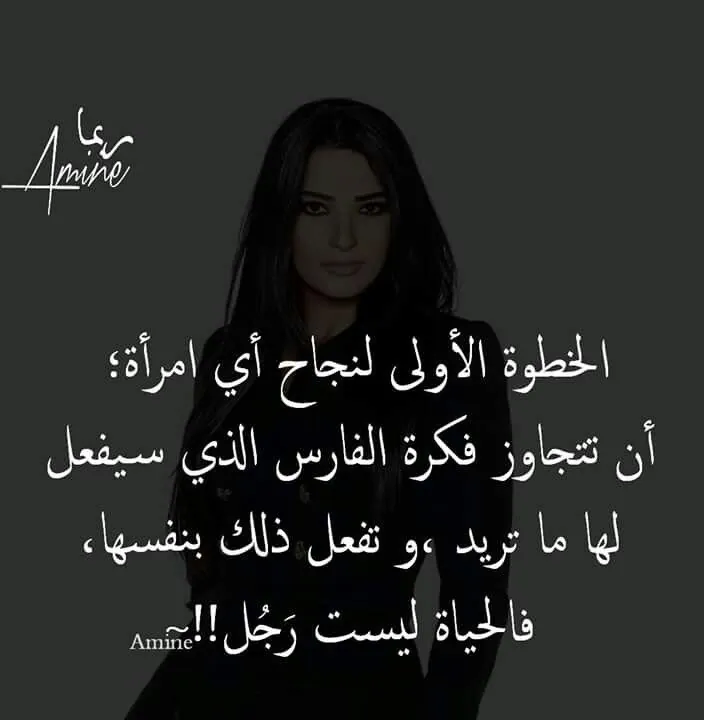 ريما
Amine
الخطوة الأولى لنجاح أي امرأة؛
أن تتجاوز فكرة الفارس الذي سيفعل
لها ما تريد ،و تفعل ذلك بنفسها،
فالحياة ليست رَجُل!!~
Amine